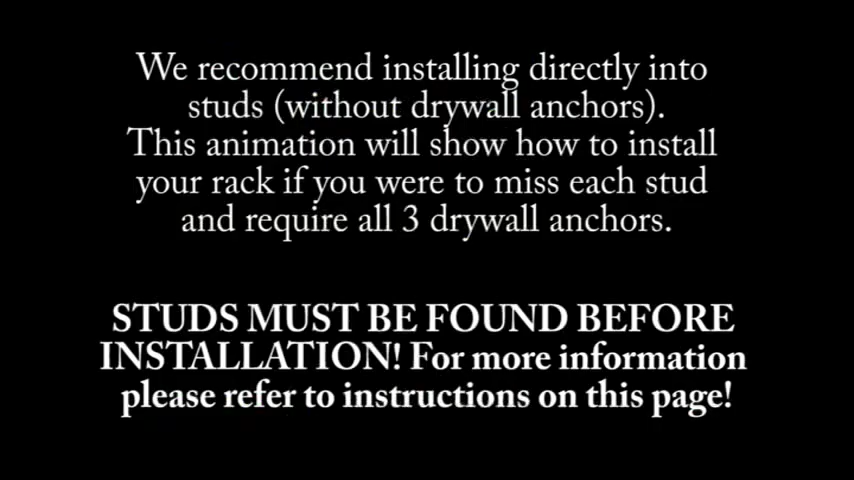 We recommend installing directly into
studs (without drywall anchors).
This animation will show how to install
your rack if you were to miss each stud
and require all 3 drywall anchors.
STUDS MUST BE FOUND BEFORE
INSTALLATION! For more information
please refer to instructions on this page!